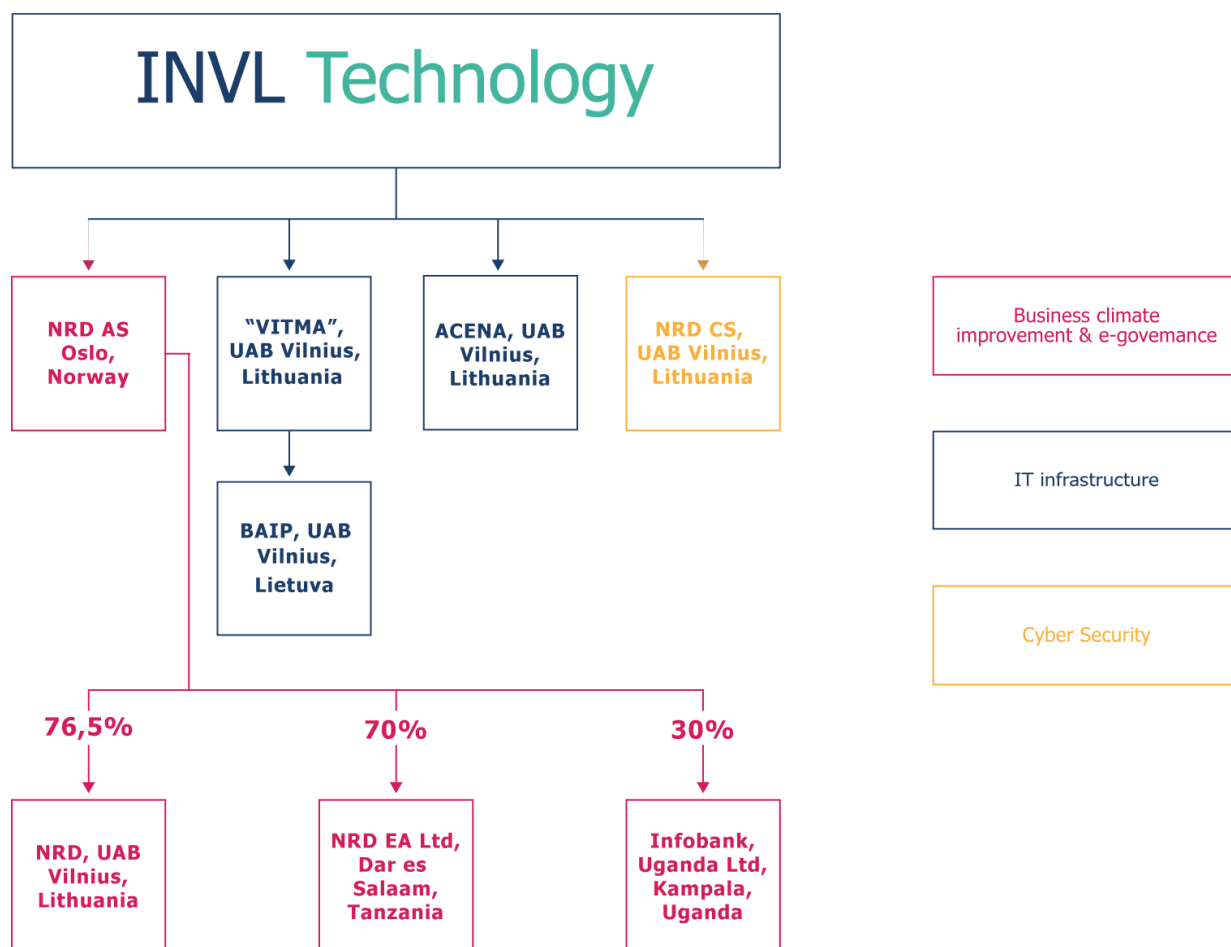 INVL Technology
NRD AS
Oslo,
Norway
“VITMA”,
UAB Vilnius,
Lithuania
ACENA, UAB
Vilnius,
Lithuania
NRD CS,
UAB Vilnius,
Lithuania
Business climate
improvement & e-govemance
IT infrastructure
Cyber Security
BAIP, UAB
Vilnius,
Lietuva
76,5%
70%
30%
NRD, UAB
Vilnius,
Lithuania
NRD EA Ltd,
Dar es
Salaam,
Tanzania
Infobank,
Uganda Ltd,
Kampala,
Uganda